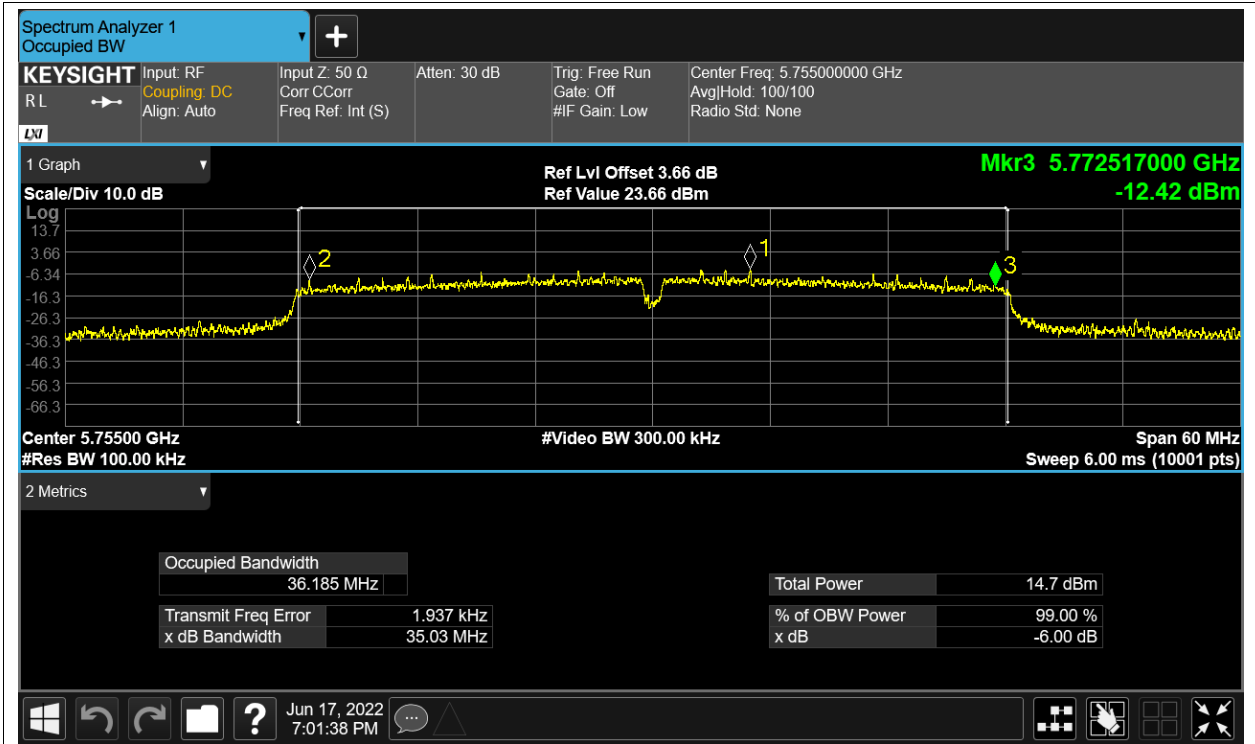 Spectrum Analyzer 1
Occupied BW
+
KEYSIGHT
RL
LXI
Input: RF
Coupling: DC
Align: Auto
Input Z: 50 Ω
Corr CCorr
Freq Ref: Int (S)
Atten: 30 dB
Trig: Free Run
Gate: Off
#IF Gain: Low
Center Freq: 5.755000000 GHz
Avg|Hold: 100/100
Radio Std: None
1 Graph
Scale/Div 10.0 dB
Ref Lvl Offset 3.66 dB
Ref Value 23.66 dBm
Mkr3 5.772517000 GHz
-12.42 dBm
Log
13.7
3.66
-6.34
-16.3
-26.3
-36.3
-46.3
-56.3
-66.3
2
1
3
Center 5.75500 GHz
#Video BW 300.00 kHz
Span 60 MHz
#Res BW 100.00 kHz
Sweep 6.00 ms (10001 pts)
2 Metrics
Occupied Bandwidth
36.185 MHz
Total Power 14.7 dBm
Transmit Freq Error 1.937 kHz
% of OBW Power 99.00 %
x dB Bandwidth 35.03 MHz
x dB -6.00 dB
?
Jun 17, 2022
7:01:38 PM